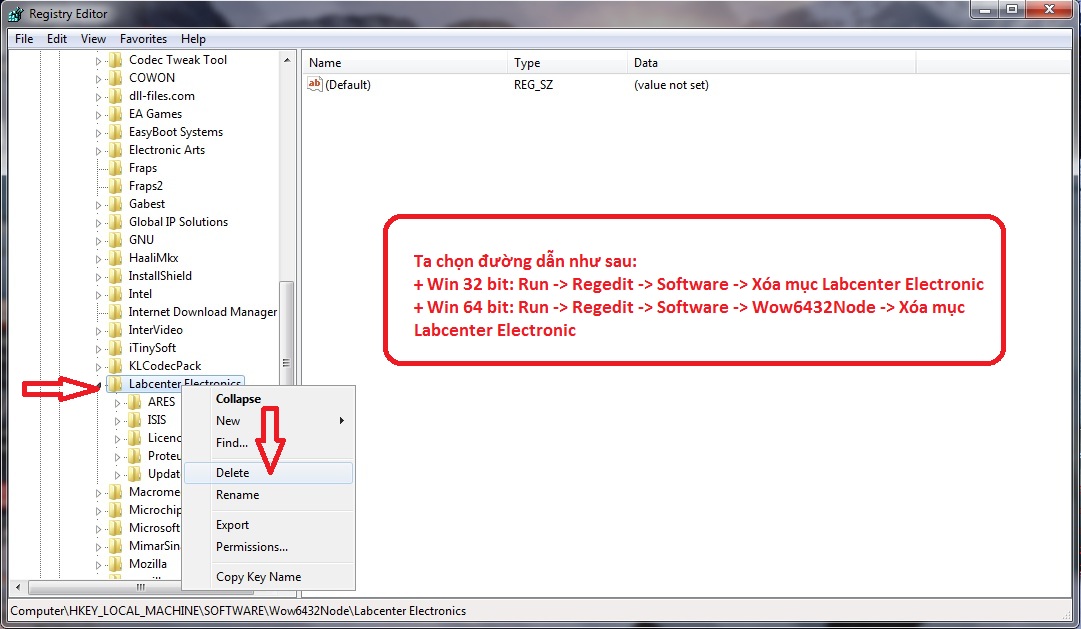 Registry Editor
File Edit View Favorites Help
Codec Tweak Tool
COWON
dll-files.com
EA Games
EasyBoot Systems
Electronic Arts
Fraps
Fraps2
Gabest
Global IP Solutions
GNU
HaaliMkx
InstallShield
Intel
Internet Download Manager
InterVideo
iTinySoft
KLCodecPack
Labcenter Electronics
ARES
ISIS
Licenc
Proteu
Updat
Macrome
Microchip
Microsoft
MimarSin
Mozilla
Name Type Data
ab (Default) REG_SZ (value not set)
Ta chọn đường dẫn như sau:
+ Win 32 bit: Run -> Regedit -> Software -> Xóa mục Labcenter Electronic
+ Win 64 bit: Run -> Regedit -> Software -> Wow6432Node -> Xóa mục
Labcenter Electronic
Collapse
New
Find...
Delete
Rename
Export
Permissions...
Copy Key Name
Computer\HKEY_LOCAL_MACHINE\SOFTWARE\Wow6432Node\Labcenter Electronics